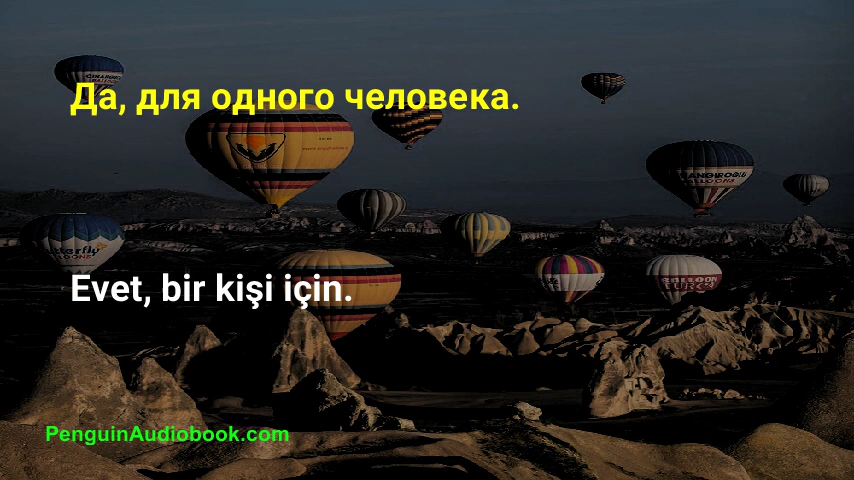 Да, для одного человека.
Evet, bir kişi için.
PenguinAudiobook.com